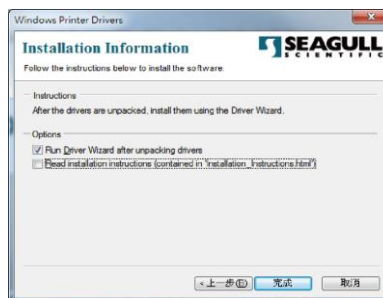 Windows Printer Drivers
Installation Information
SEAGULL
SCIENTIFIC
Follow the instructions below to install the software
Instructions
After the drivers are unpacked, install them using the Driver Wizard.
Options
Run Driver Wizard after unpacking drivers
Read installation instructions (contained in "Installation_Instructions.html")
<上一步(B)
完成
取消